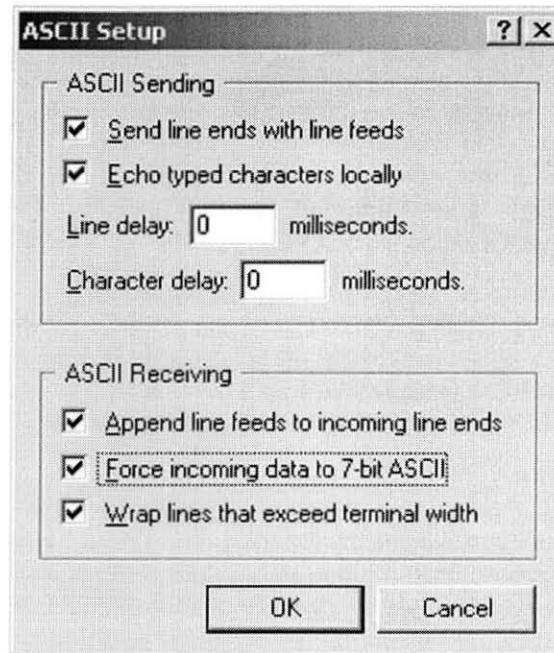 ASCII Setup
ASCII Sending
Send line ends with line feeds
Echo typed characters locally
Line delay: 0 milliseconds.
Character delay: 0 milliseconds.
ASCII Receiving
Append line feeds to incoming line ends
Force incoming data to 7-bit ASCII
Wrap lines that exceed terminal width
OK Cancel